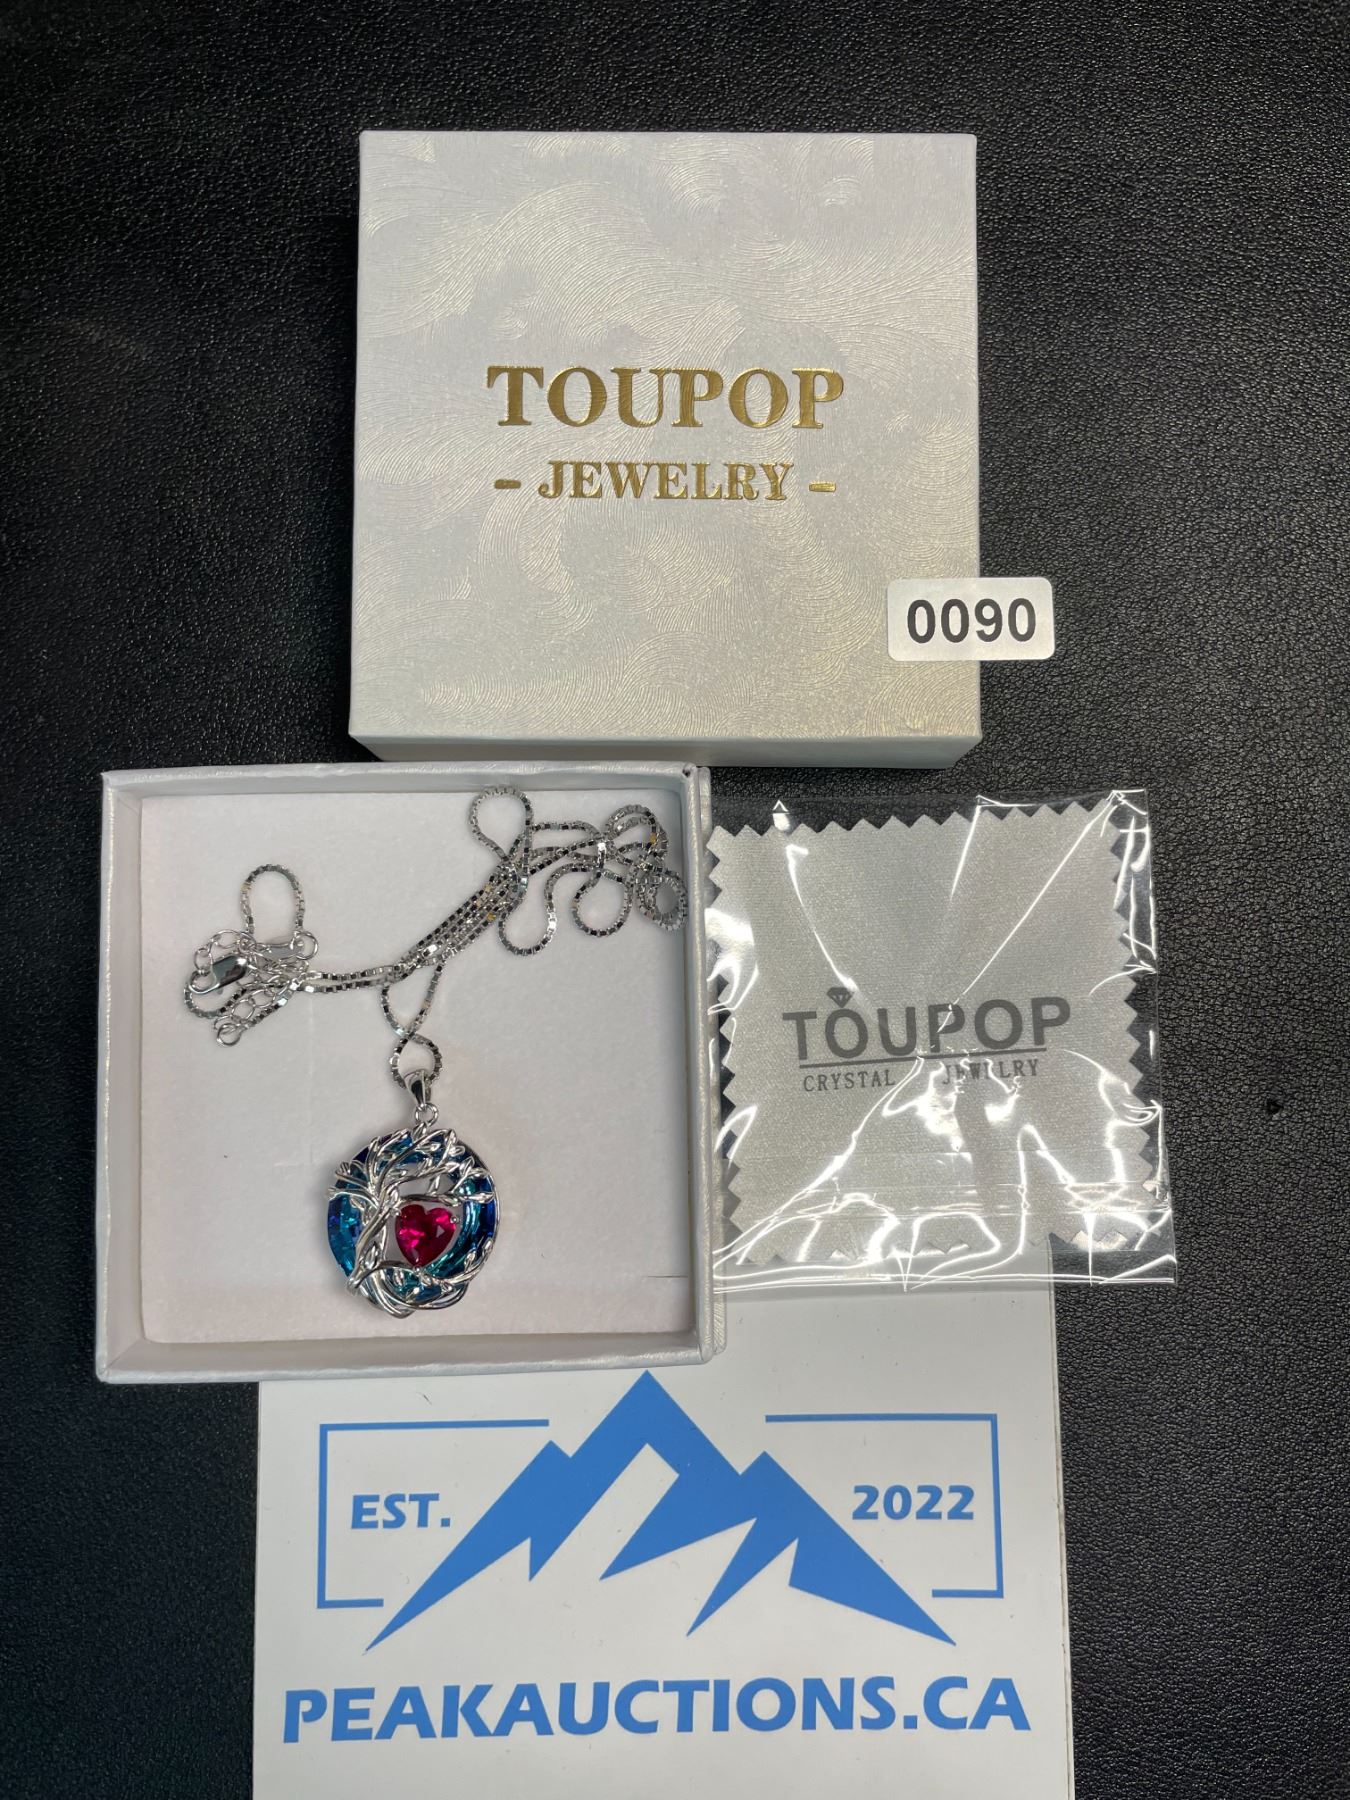 TOUPOP
- JEWELRY -
0090
TOUPOP
CRYSTAL JEWELRY
EST. 2022
PEAKAUCTIONS.CA